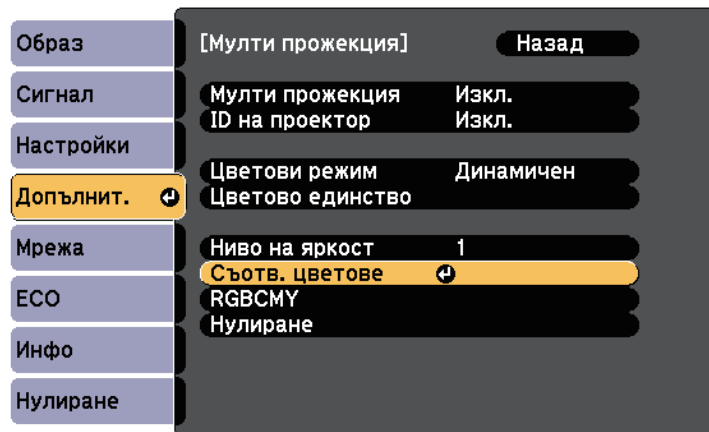 Образ
Сигнал
Настройки
Допълнит.
Мрежа
ECO
Инфо
Нулиране
[Мулти прожекция] Назад
Мулти прожекция Изкл.
ID на проектор Изкл.
Цветови режим Динамичен
Цветово единство
Ниво на яркост 1
Съотв. цветове
RGBCMY
Нулиране